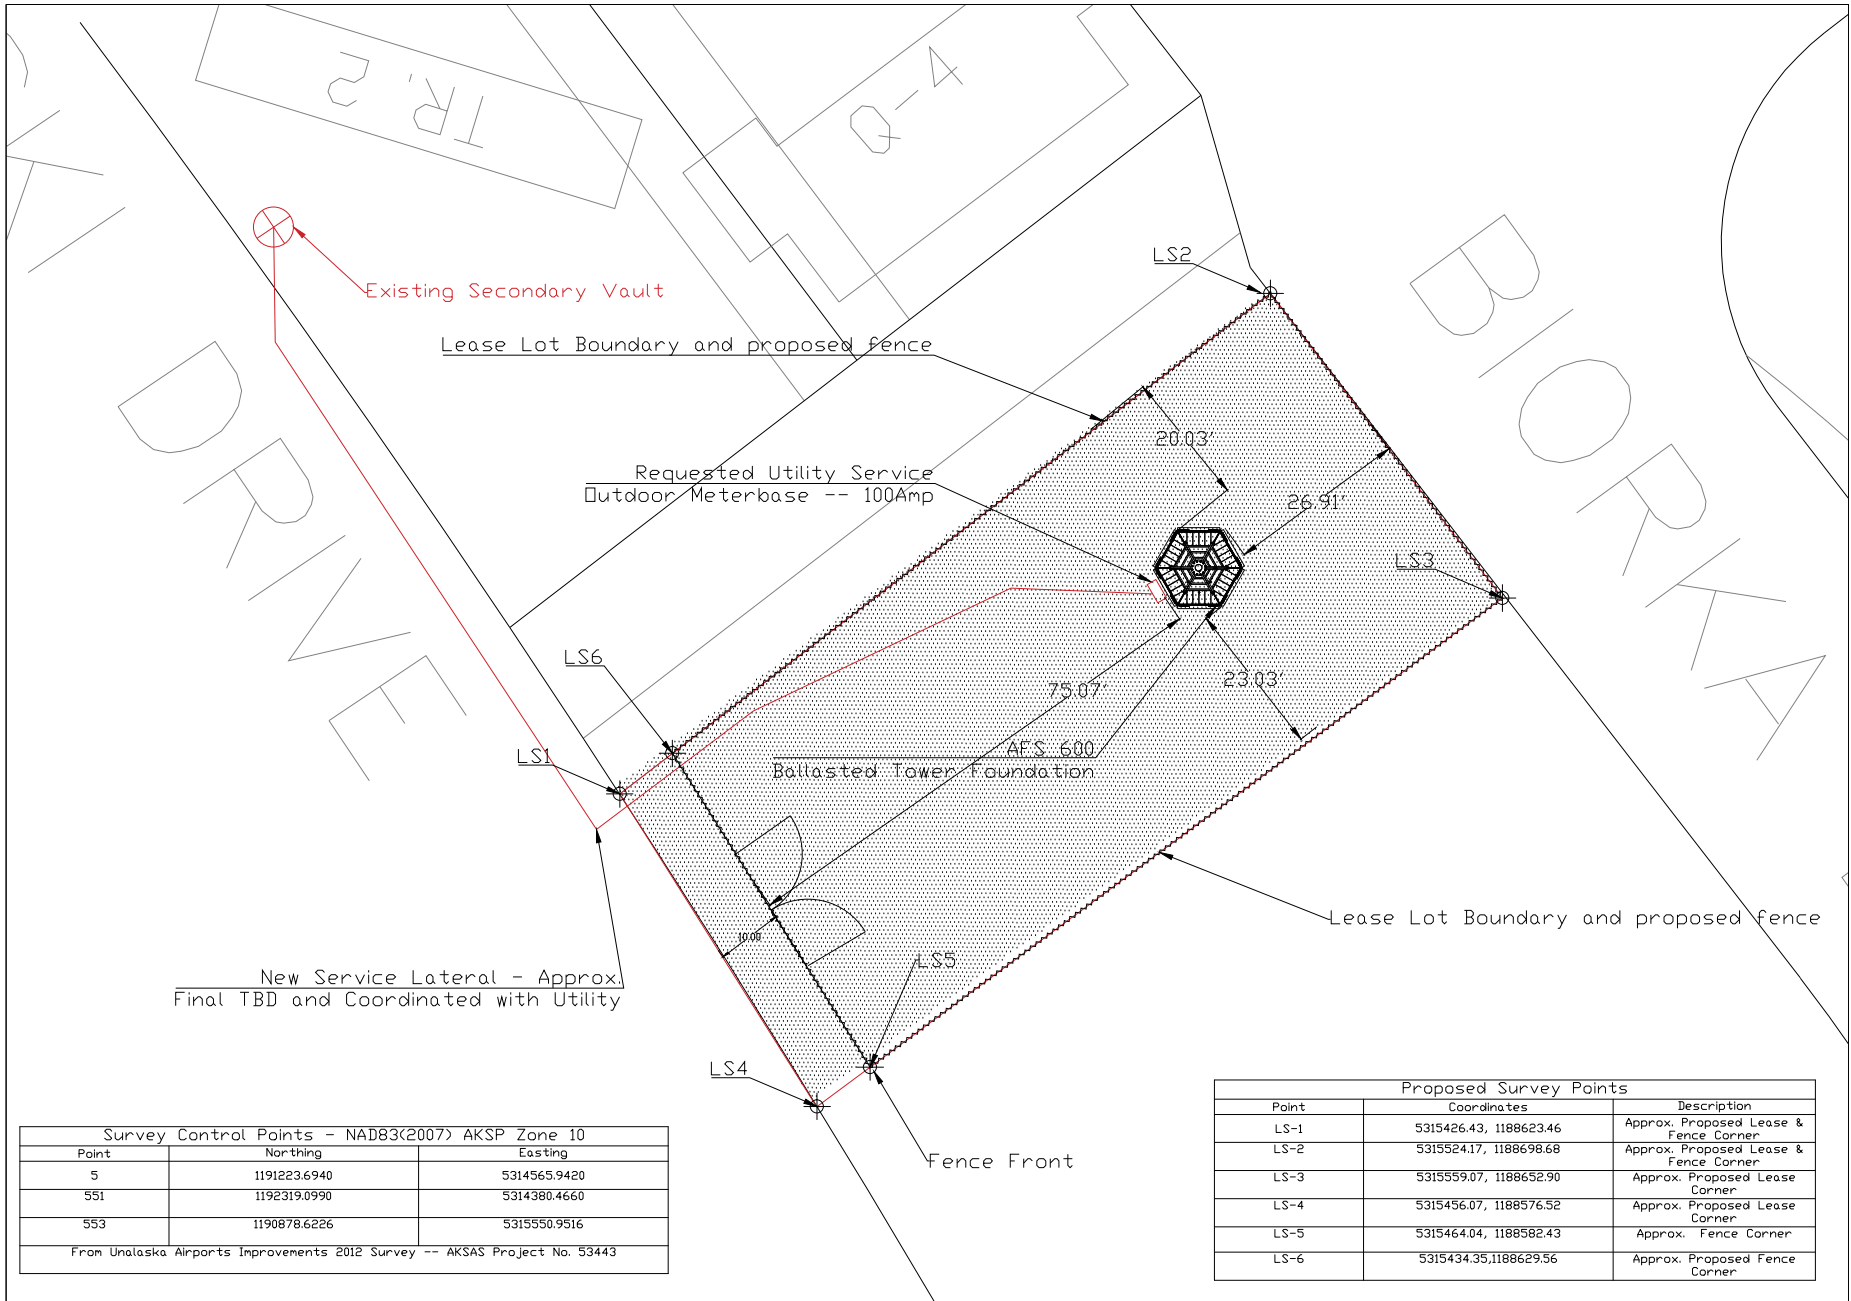 TR. 2
Q-4
DRIVE
BIORKA
Existing Secondary Vault
LS2
Lease Lot Boundary and proposed fence
20.03'
Requested Utility Service
Outdoor Meterbase -- 100Amp
26.91'
LS3
LS6
75.07'
23.03'
LS1
AFS 600
Ballasted Tower Foundation
Lease Lot Boundary and proposed fence
10.00
LS5
New Service Lateral - Approx.
Final TBD and Coordinated with Utility
LS4
Fence Front
Survey Control Points - NAD83(2007) AKSP Zone 10
Point Northing Easting
5 1191223.6940 5314565.9420
551 1192319.0990 5314380.4660
553 1190878.6226 5315550.9516
From Unalaska Airports Improvements 2012 Survey -- AKSAS Project No. 53443
Proposed Survey Points
Point Coordinates Description
LS-1 5315426.43, 1188623.46 Approx. Proposed Lease &
Fence Corner
LS-2 5315524.17, 1188698.68 Approx. Proposed Lease &
Fence Corner
LS-3 5315559.07, 1188652.90 Approx. Proposed Lease
Corner
LS-4 5315456.07, 1188576.52 Approx. Proposed Lease
Corner
LS-5 5315464.04, 1188582.43 Approx. Fence Corner
LS-6 5315434.35,1188629.56 Approx. Proposed Fence
Corner